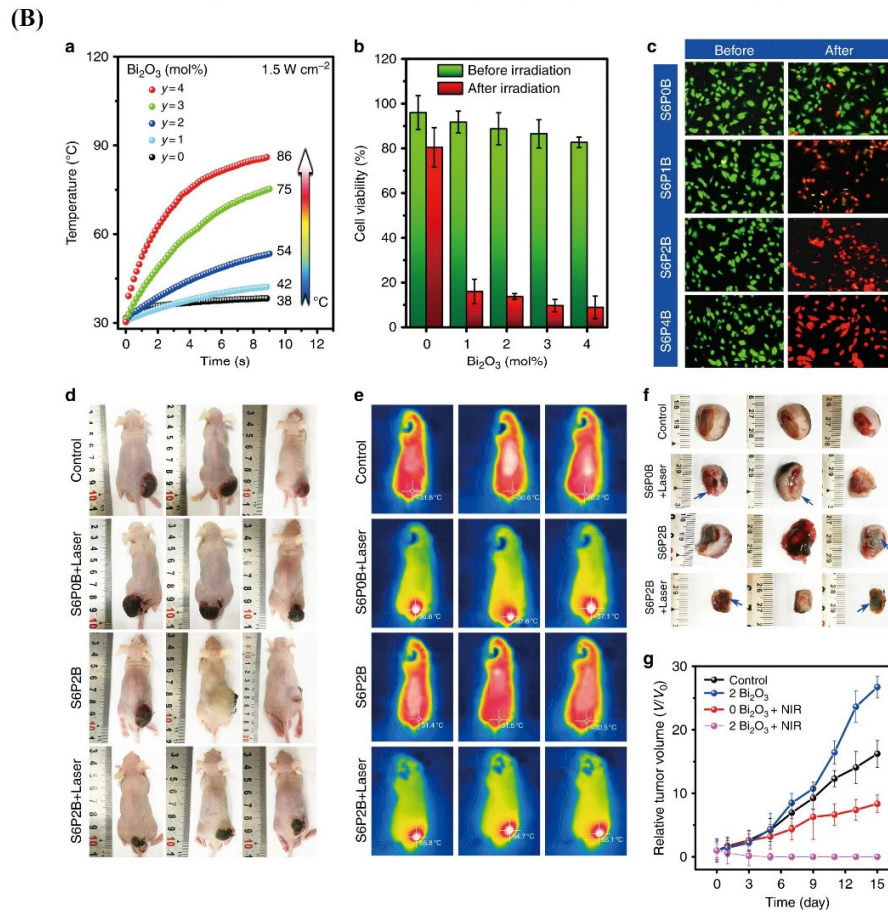 (B)
a
Bi₂O₃ (mol%)
1.5 W cm⁻²
y = 4
y = 3
y = 2
y = 1
y = 0
86
75
54
42
38
°C
120
90
60
30
Temperature (°C)
0 2 4 6 8 10 12
Time (s)
b
Before irradiation
After irradiation
120
100
80
60
40
20
0
Cell viability (%)
0 1 2 3 4
Bi₂O₃ (mol%)
c
Before After
S6P0B
S6P1B
S6P2B
S6P4B
d
Control
S6P0B+Laser
S6P2B
S6P2B+Laser
e
Control
S6P0B+Laser
S6P2B
S6P2B+Laser
f
Control
S6P0B
+Laser
S6P2B
S6P2B
+Laser
g
Control
2 Bi₂O₃
0 Bi₂O₃ + NIR
2 Bi₂O₃ + NIR
30
20
10
0
Relative tumor volume (V/V₀)
0 3 6 9 12 15
Time (day)